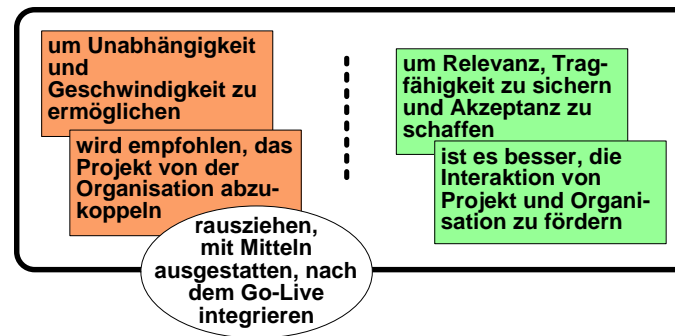 um Unabhängigkeit
und
Geschwindigkeit zu
ermöglichen
wird empfohlen, das
Projekt von der
Organisation abzu-
koppeln
rausziehen,
mit Mitteln
ausgestatten, nach
dem Go-Live
integrieren
um Relevanz, Trag-
fähigkeit zu sichern
und Akzeptanz zu
schaffen
ist es besser, die
Interaktion von
Projekt und Organi-
sation zu fördern